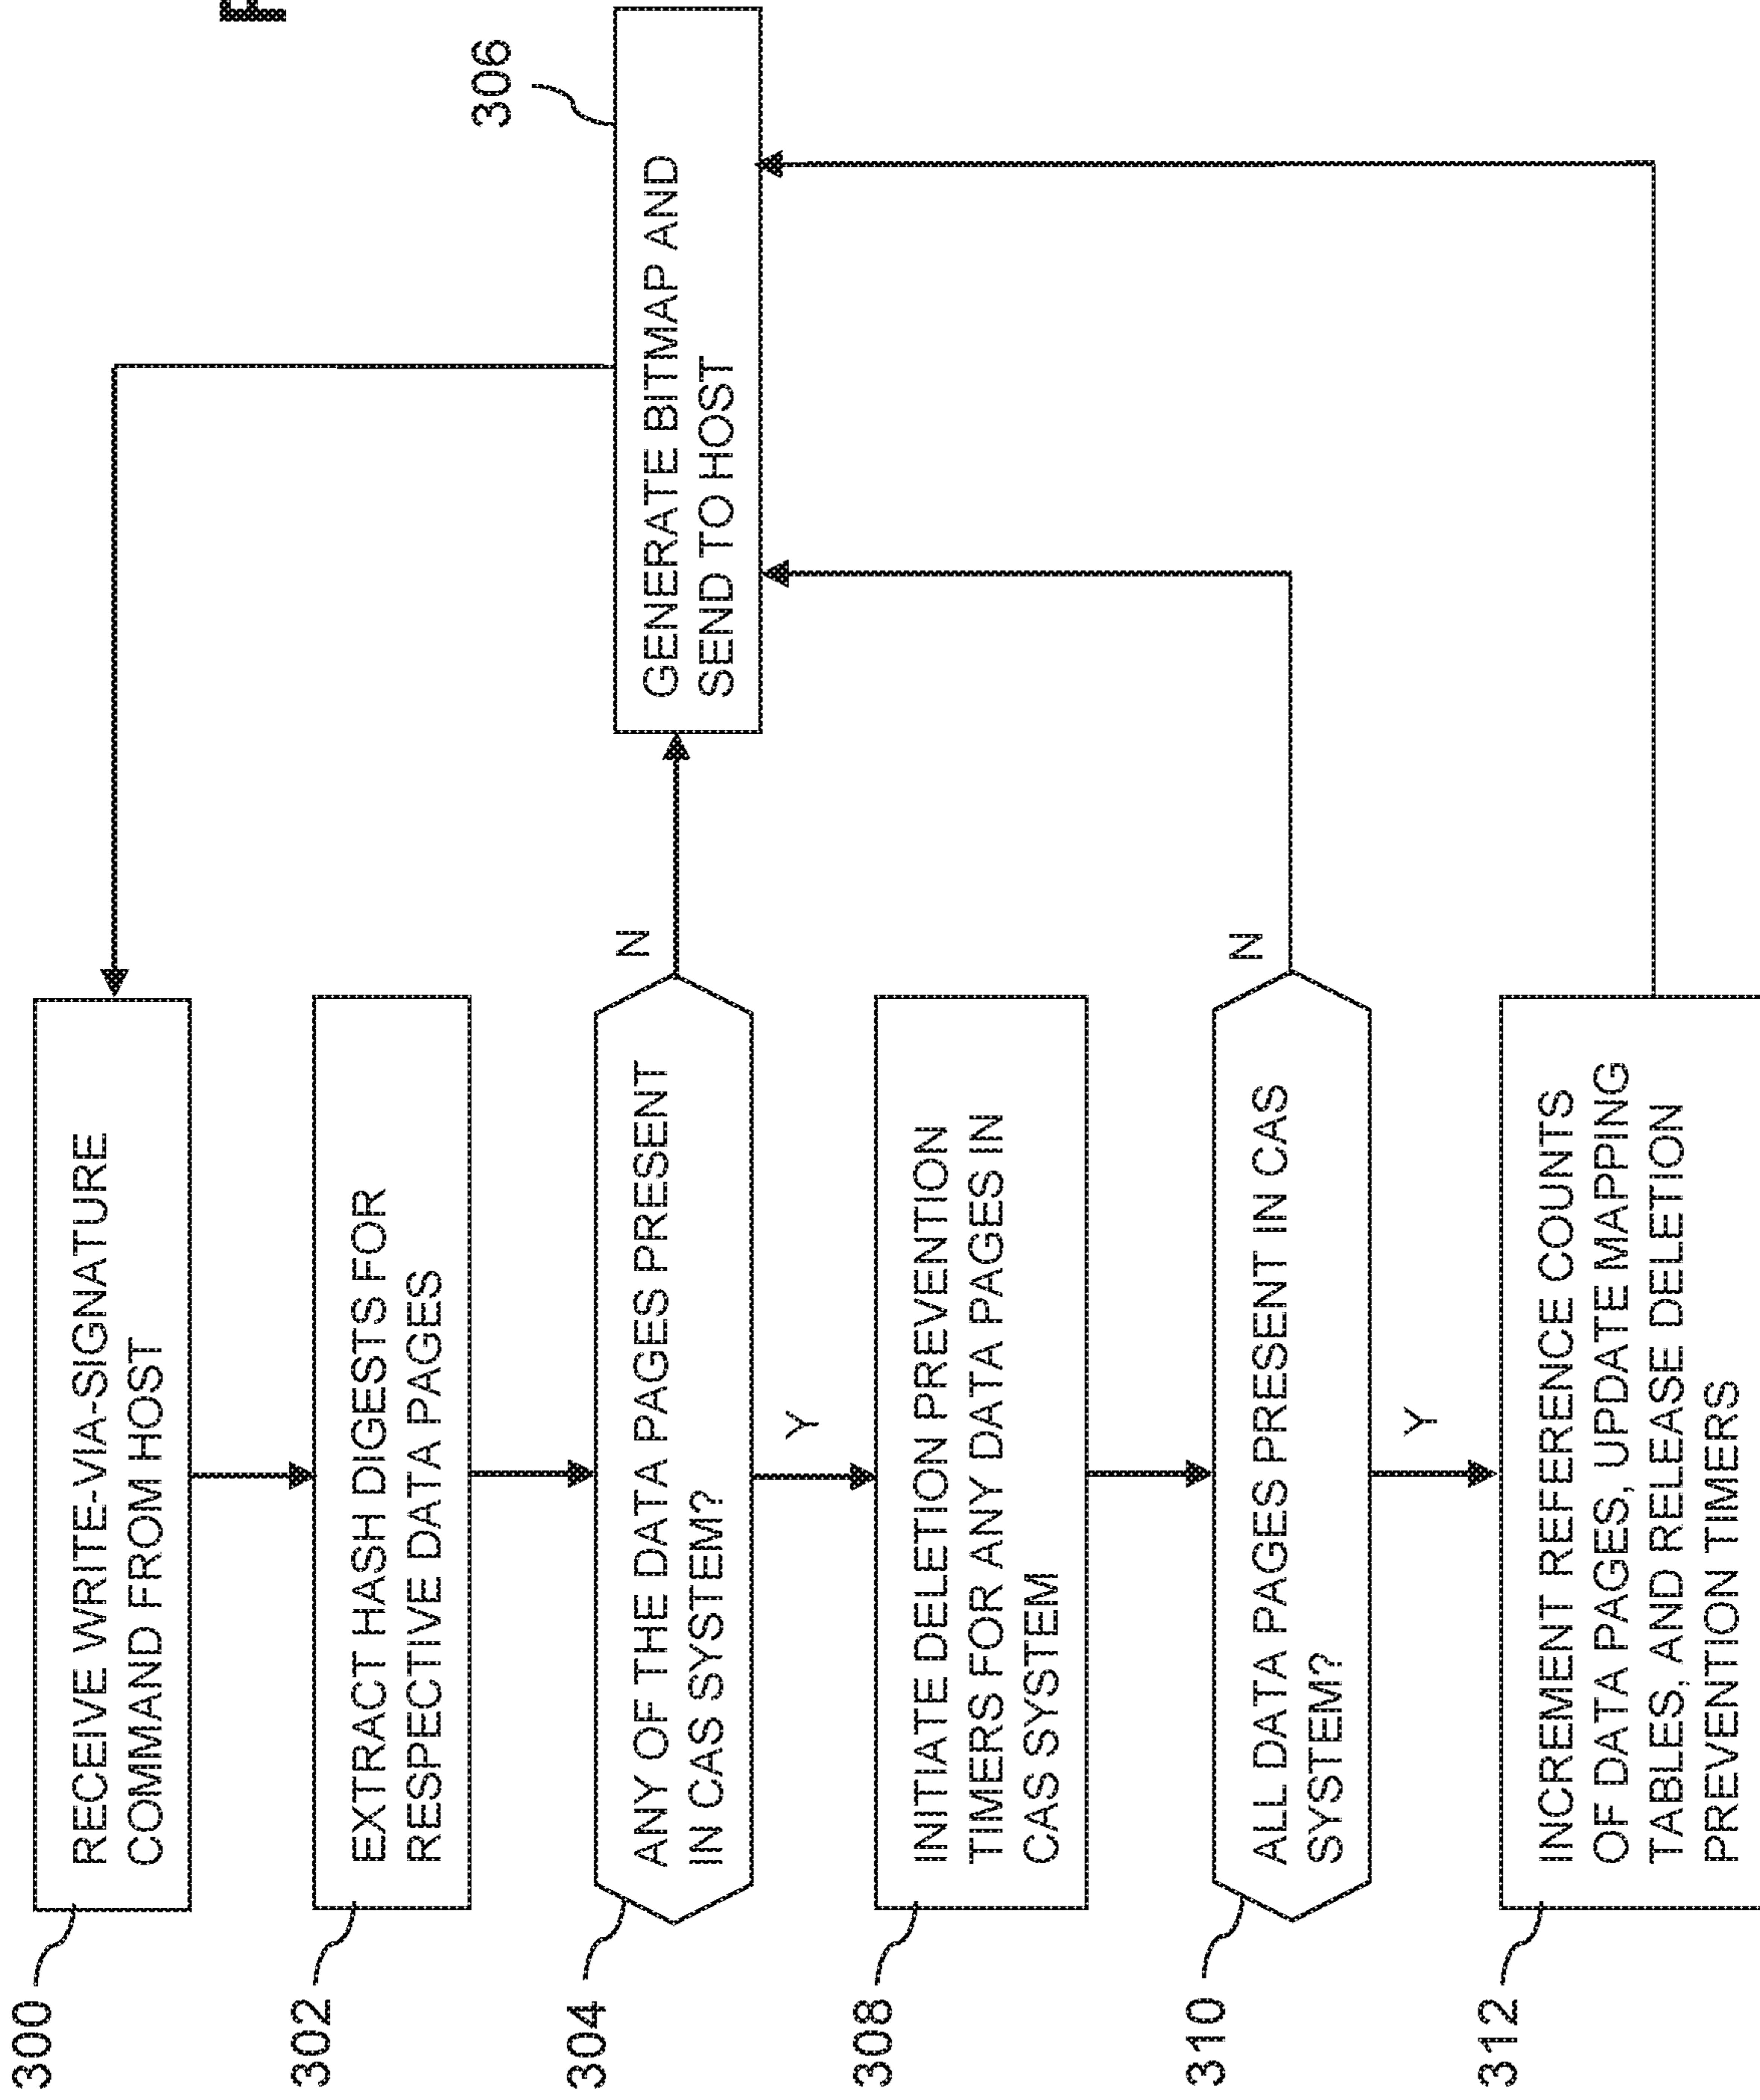 300
RECEIVE WRITE-VIA-SIGNATURE
COMMAND FROM HOST
302
EXTRACT HASH DIGESTS FOR
RESPECTIVE DATA PAGES
304
ANY OF THE DATA PAGES PRESENT
IN CAS SYSTEM?
N
Y
306
GENERATE BITMAP AND
SEND TO HOST
308
INITIATE DELETION PREVENTION
TIMERS FOR ANY DATA PAGES IN
CAS SYSTEM
310
ALL DATA PAGES PRESENT IN CAS
SYSTEM?
N
Y
312
INCREMENT REFERENCE COUNTS
OF DATA PAGES, UPDATE MAPPING
TABLES, AND RELEASE DELETION
PREVENTION TIMERS